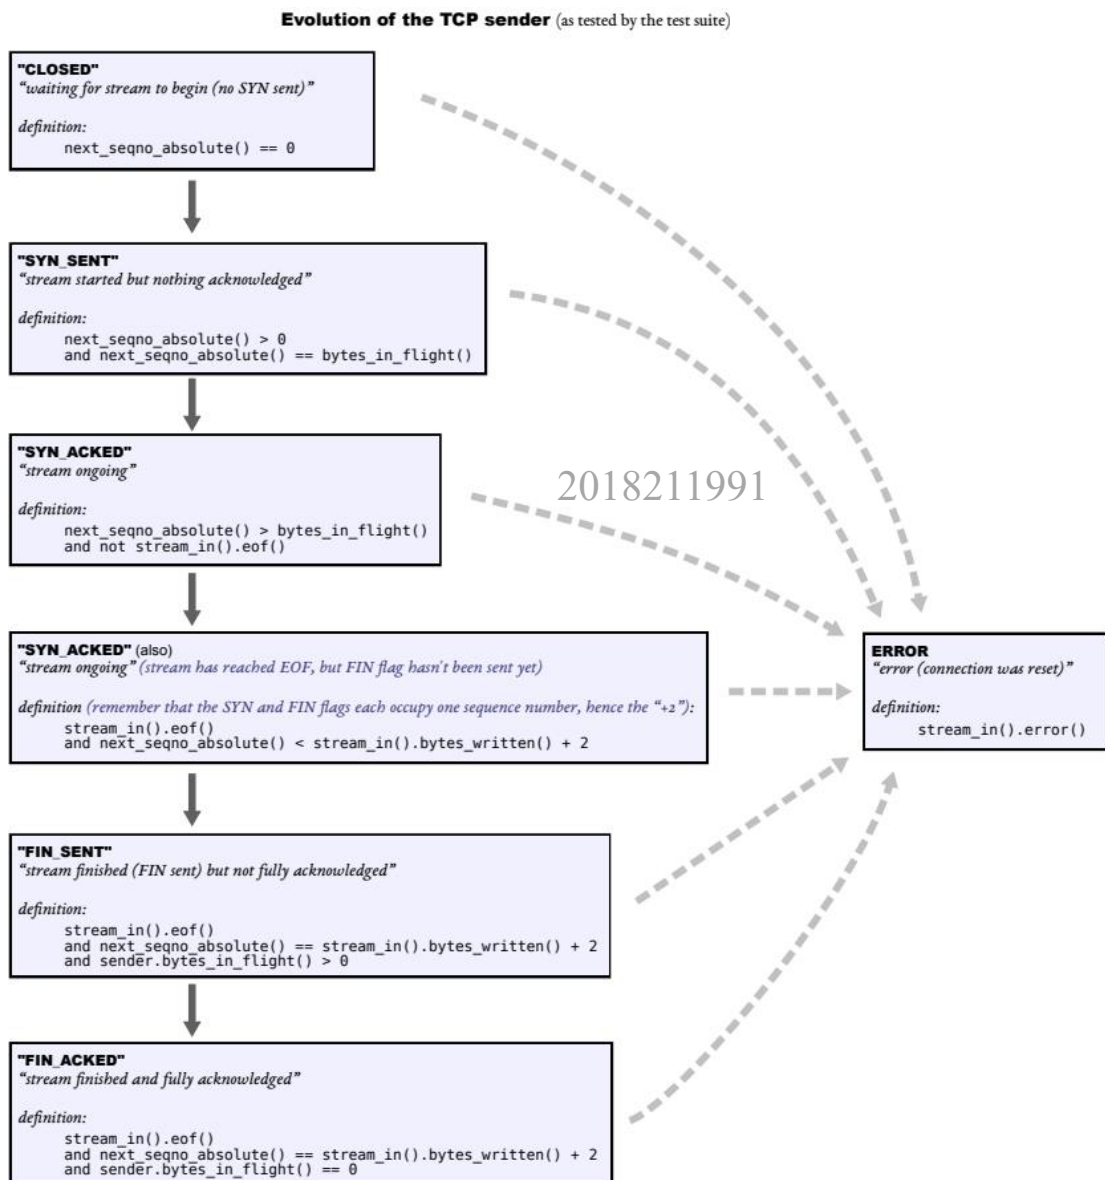 Evolution of the TCP sender (as tested by the test suite)
"CLOSED"
“waiting for stream to begin (no SYN sent)”
definition:
next_seqno_absolute() == 0
"SYN_SENT"
“stream started but nothing acknowledged”
definition:
next_seqno_absolute() > 0
and next_seqno_absolute() == bytes_in_flight()
"SYN_ACKED"
“stream ongoing”
definition:
next_seqno_absolute() > bytes_in_flight()
and not stream_in().eof()
2018211991
"SYN_ACKED" (also)
“stream ongoing” (stream has reached EOF, but FIN flag hasn't been sent yet)
definition (remember that the SYN and FIN flags each occupy one sequence number, hence the “+2”):
stream_in().eof()
and next_seqno_absolute() < stream_in().bytes_written() + 2
ERROR
“error (connection was reset)”
definition:
stream_in().error()
"FIN_SENT"
“stream finished (FIN sent) but not fully acknowledged”
definition:
stream_in().eof()
and next_seqno_absolute() == stream_in().bytes_written() + 2
and sender.bytes_in_flight() > 0
"FIN_ACKED"
“stream finished and fully acknowledged”
definition:
stream_in().eof()
and next_seqno_absolute() == stream_in().bytes_written() + 2
and sender.bytes_in_flight() == 0